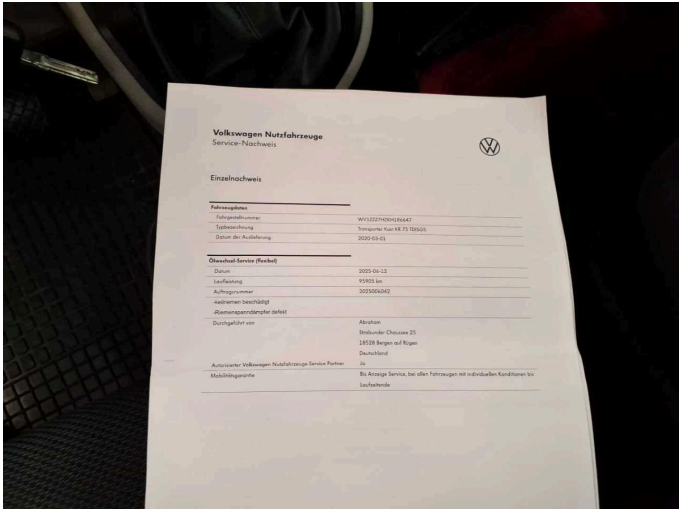 Volkswagen Nutzfahrzeuge
Service-Nachweis
Einzelnachweis
Fahrzeugdaten
Fahrgestellnummer WV1ZZZ7HZKH186647
Typbezeichnung Transporter Kast KR 75 TDI5G5
Datum der Auslieferung 2020-03-01
Ölwechsel-Service (flexibel)
Datum 2025-06-13
Laufleistung 95905 km
Auftragsnummer 2025006042
-keilriemen beschädigt
-Riemenspanndämpfer defekt
Durchgeführt von Abraham
Stralsunder Chaussee 25
18528 Bergen auf Rügen
Deutschland
Autorisierter Volkswagen Nutzfahrzeuge Service Partner Ja
Mobilitätsgarantie Bis Anzeige Service, bei allen Fahrzeugen mit individuellen Konditionen bis
Laufzeitende